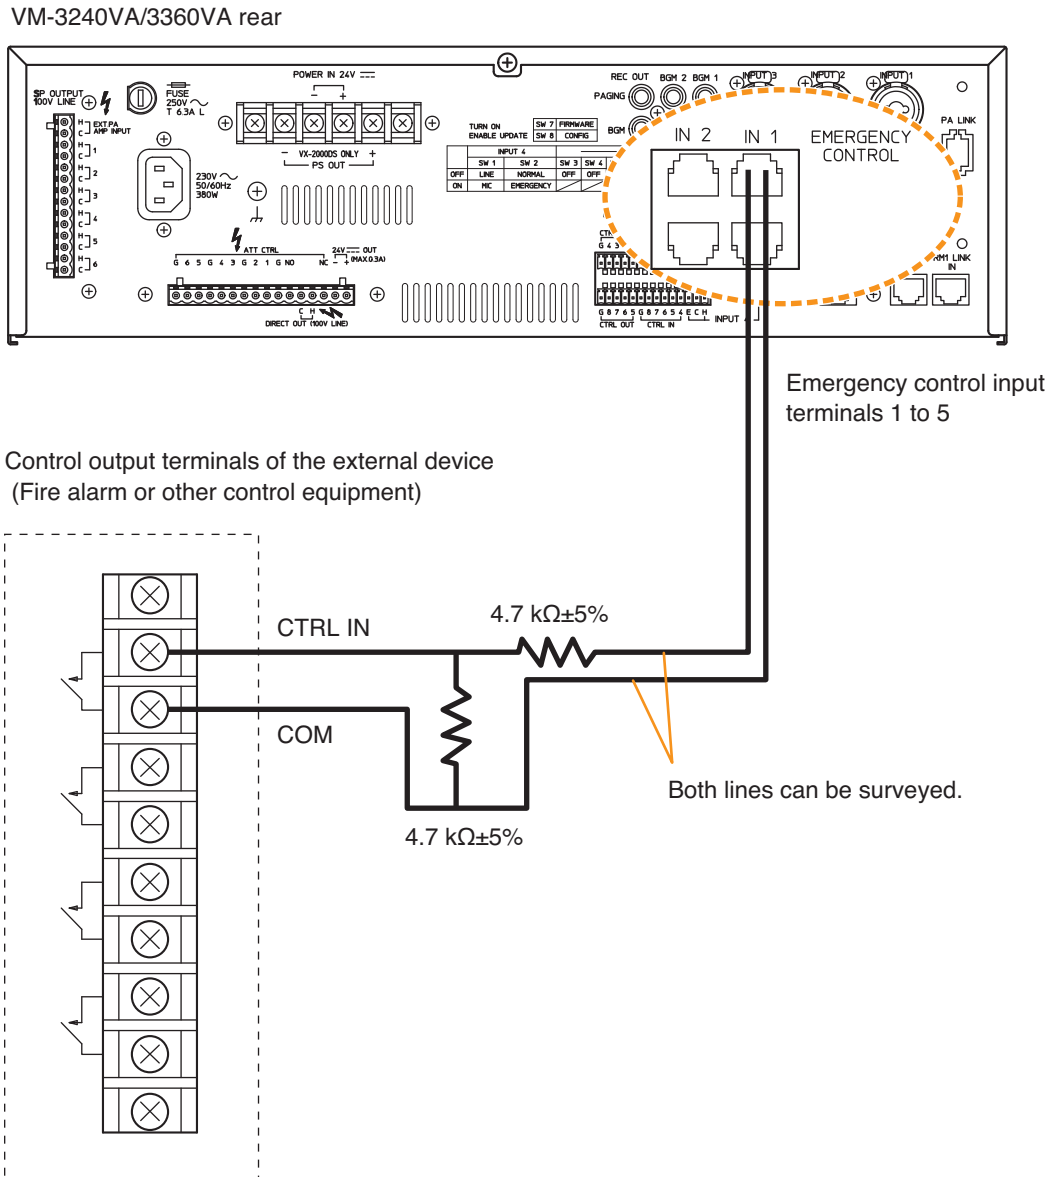 VM-3240VA/3360VA rear
SP OUTPUT
100V LINE
H
C
EXT.PA
AMP INPUT
H
C
1
H
C
2
H
C
3
H
C
4
H
C
5
H
C
6
FUSE
250V
T 6.3A L
230V
50/60Hz
380W
POWER IN 24V
− +
− VX-2000DS ONLY +
PS OUT
ATT CTRL
G 6 5 G 4 3 G 2 1 G NO NC − +
24V OUT
(MAX.0.3A)
C H
DIRECT OUT (100V LINE)
TURN ON
ENABLE UPDATE
SW 7 FIRMWARE
SW 8 CONFIG
INPUT 4
SW 1 SW 2 SW 3 SW 4
OFF LINE NORMAL OFF OFF
ON MIC EMERGENCY
REC OUT BGM 2 BGM 1
PAGING
BGM
INPUT 3 INPUT 2 INPUT 1
PA LINK
IN 2 IN 1 EMERGENCY
CONTROL
G 4 3
G 8 7 6 5 G 8 7 6 5 4 E C H
CTRL OUT CTRL IN INPUT
RM1 LINK
IN
Emergency control input
terminals 1 to 5
Control output terminals of the external device
(Fire alarm or other control equipment)
CTRL IN
4.7 kΩ±5%
COM
Both lines can be surveyed.
4.7 kΩ±5%